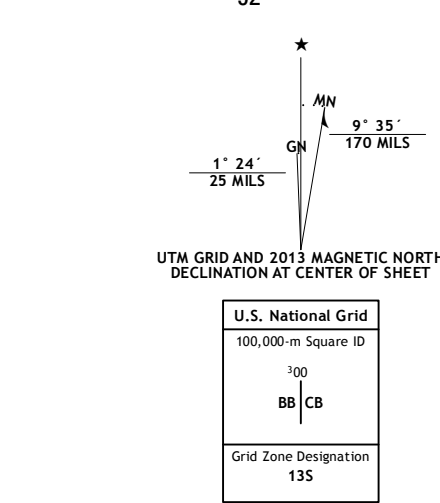 ★
MN
9° 35´
170 MILS
GN
1° 24´
25 MILS
UTM GRID AND 2013 MAGNETIC NORTH
DECLINATION AT CENTER OF SHEET
U.S. National Grid
100,000-m Square ID
³00
BB CB
Grid Zone Designation
13S